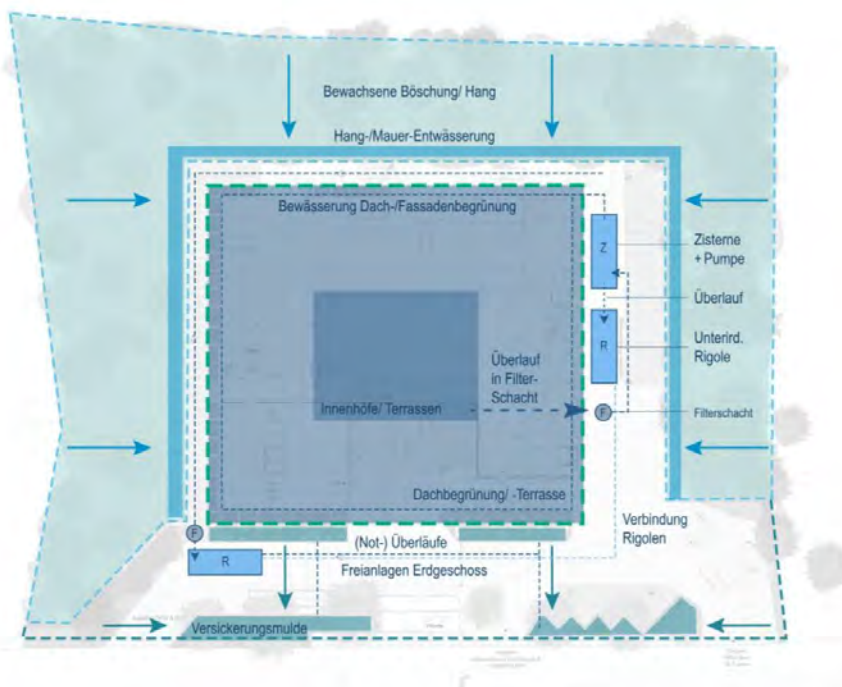 Bewachsene Böschung/ Hang
Hang-/Mauer-Entwässerung
Bewässerung Dach-/Fassadenbegrünung
Z
Zisterne
+ Pumpe
Überlauf
R
Unterird.
Rigole
Überlauf
in Filter-
Schacht
Innenhöfe/ Terrassen
F
Filterschacht
Dachbegrünung/ -Terrasse
Verbindung
Rigolen
F
(Not-) Überläufe
R
Freianlagen Erdgeschoss
Versickerungsmulde